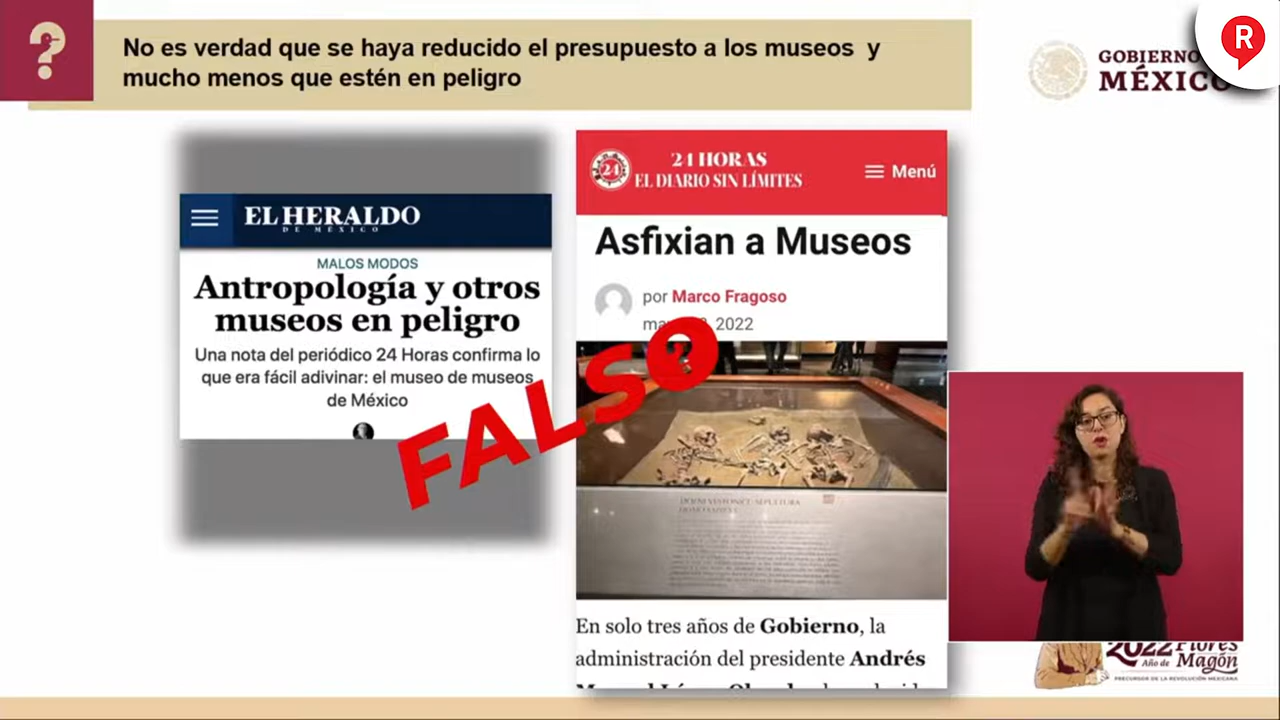 ?
No es verdad que se haya reducido el presupuesto a los museos y
mucho menos que estén en peligro
GOBIERNO
MÉXICO
R
EL HERALDO
DE MÉXICO
MALOS MODOS
Antropología y otros
museos en peligro
Una nota del periódico 24 Horas confirma lo
que era fácil adivinar: el museo de museos
de México
24
24 HORAS
EL DIARIO SIN LÍMITES
Menú
Asfixian a Museos
por Marco Fragoso
2022
FALSO
En solo tres años de Gobierno, la
administración del presidente Andrés
2022 Flores
Año de Magón
PRECURSOR DE LA REVOLUCIÓN MEXICANA